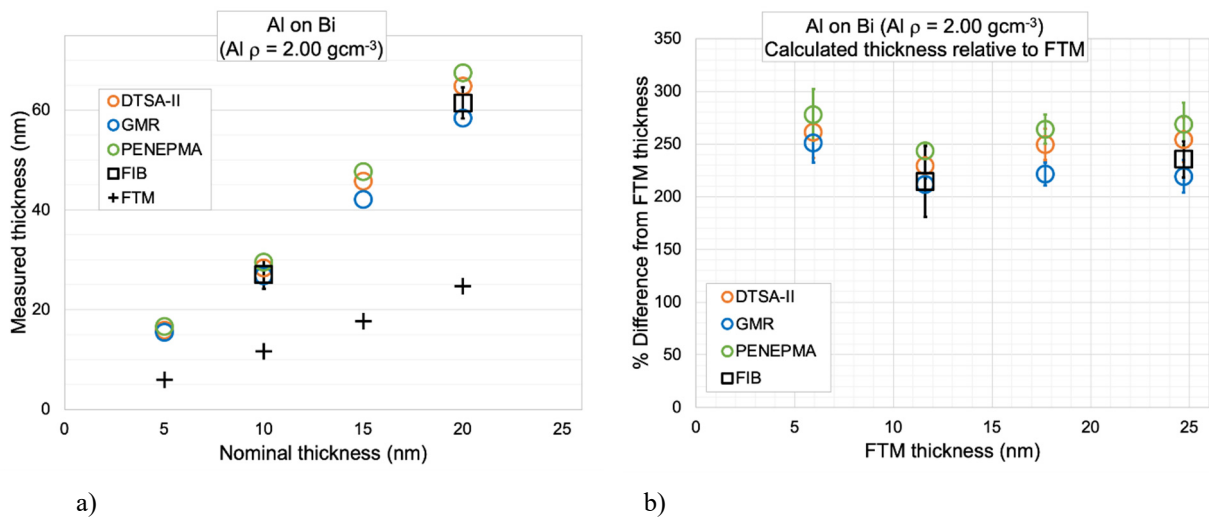 Al on Bi
(Al ρ = 2.00 gcm-3)
Measured thickness (nm)
60
40
20
0
DTSA-II
GMR
PENEPMA
FIB
FTM
0 5 10 15 20 25
Nominal thickness (nm)
a)
Al on Bi (Al ρ = 2.00 gcm-3)
Calculated thickness relative to FTM
% Difference from FTM thickness
350
300
250
200
150
100
50
0
DTSA-II
GMR
PENEPMA
FIB
0 5 10 15 20 25
FTM thickness (nm)
b)